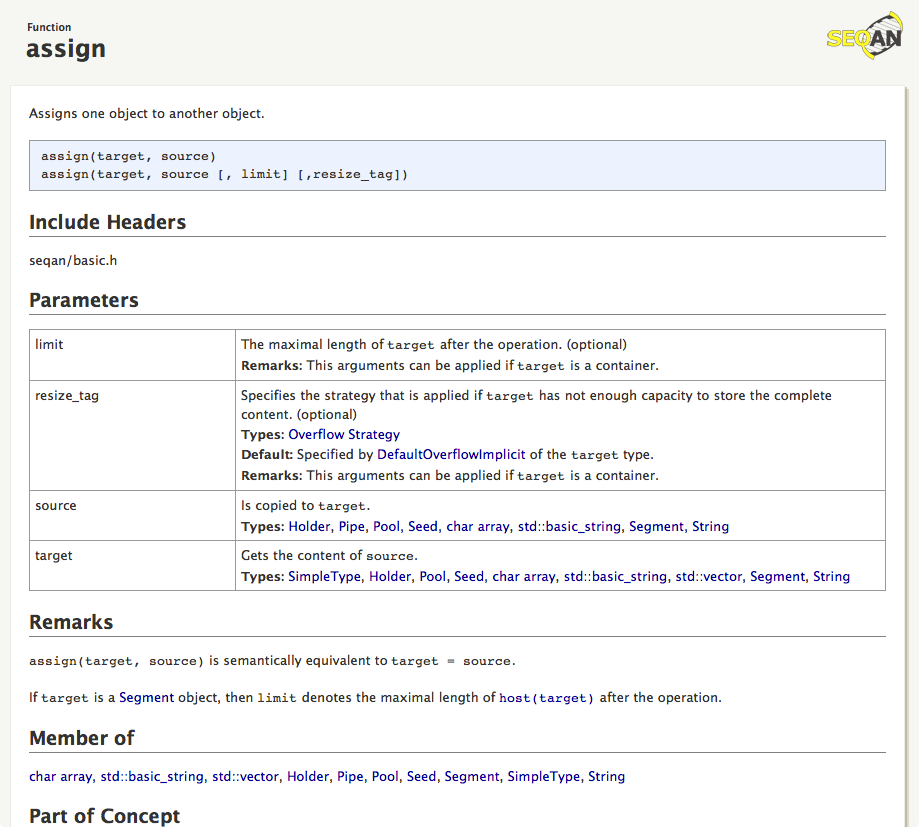 Function
assign
SEQAN
Assigns one object to another object.
assign(target, source)
assign(target, source [, limit] [,resize_tag])
Include Headers
seqan/basic.h
Parameters
limit
The maximal length of target after the operation. (optional)
Remarks: This arguments can be applied if target is a container.
resize_tag
Specifies the strategy that is applied if target has not enough capacity to store the complete
content. (optional)
Types: Overflow Strategy
Default: Specified by DefaultOverflowImplicit of the target type.
Remarks: This arguments can be applied if target is a container.
source
Is copied to target.
Types: Holder, Pipe, Pool, Seed, char array, std::basic_string, Segment, String
target
Gets the content of source.
Types: SimpleType, Holder, Pool, Seed, char array, std::basic_string, std::vector, Segment, String
Remarks
assign(target, source) is semantically equivalent to target = source.
If target is a Segment object, then limit denotes the maximal length of host(target) after the operation.
Member of
char array, std::basic_string, std::vector, Holder, Pipe, Pool, Seed, Segment, SimpleType, String
Part of Concept